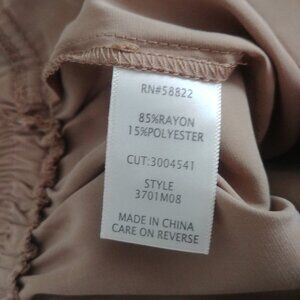 RN#58822
85%RAYON
15%POLYESTER
CUT:3004541
STYLE
3701M08
MADE IN CHINA
CARE ON REVERSE